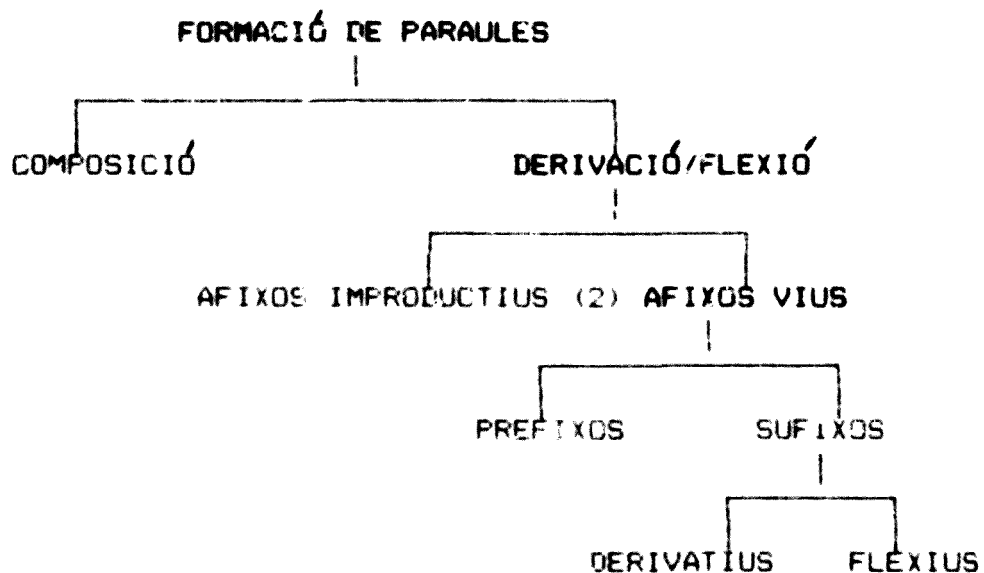 FORMACIÓ DE PARAULES
COMPOSICIÓ DERIVACIÓ/FLEXIÓ
AFIXOS IMPRODUCTIUS (2) AFIXOS VIUS
PREFIXOS SUFIXOS
DERIVATIUS FLEXIUS